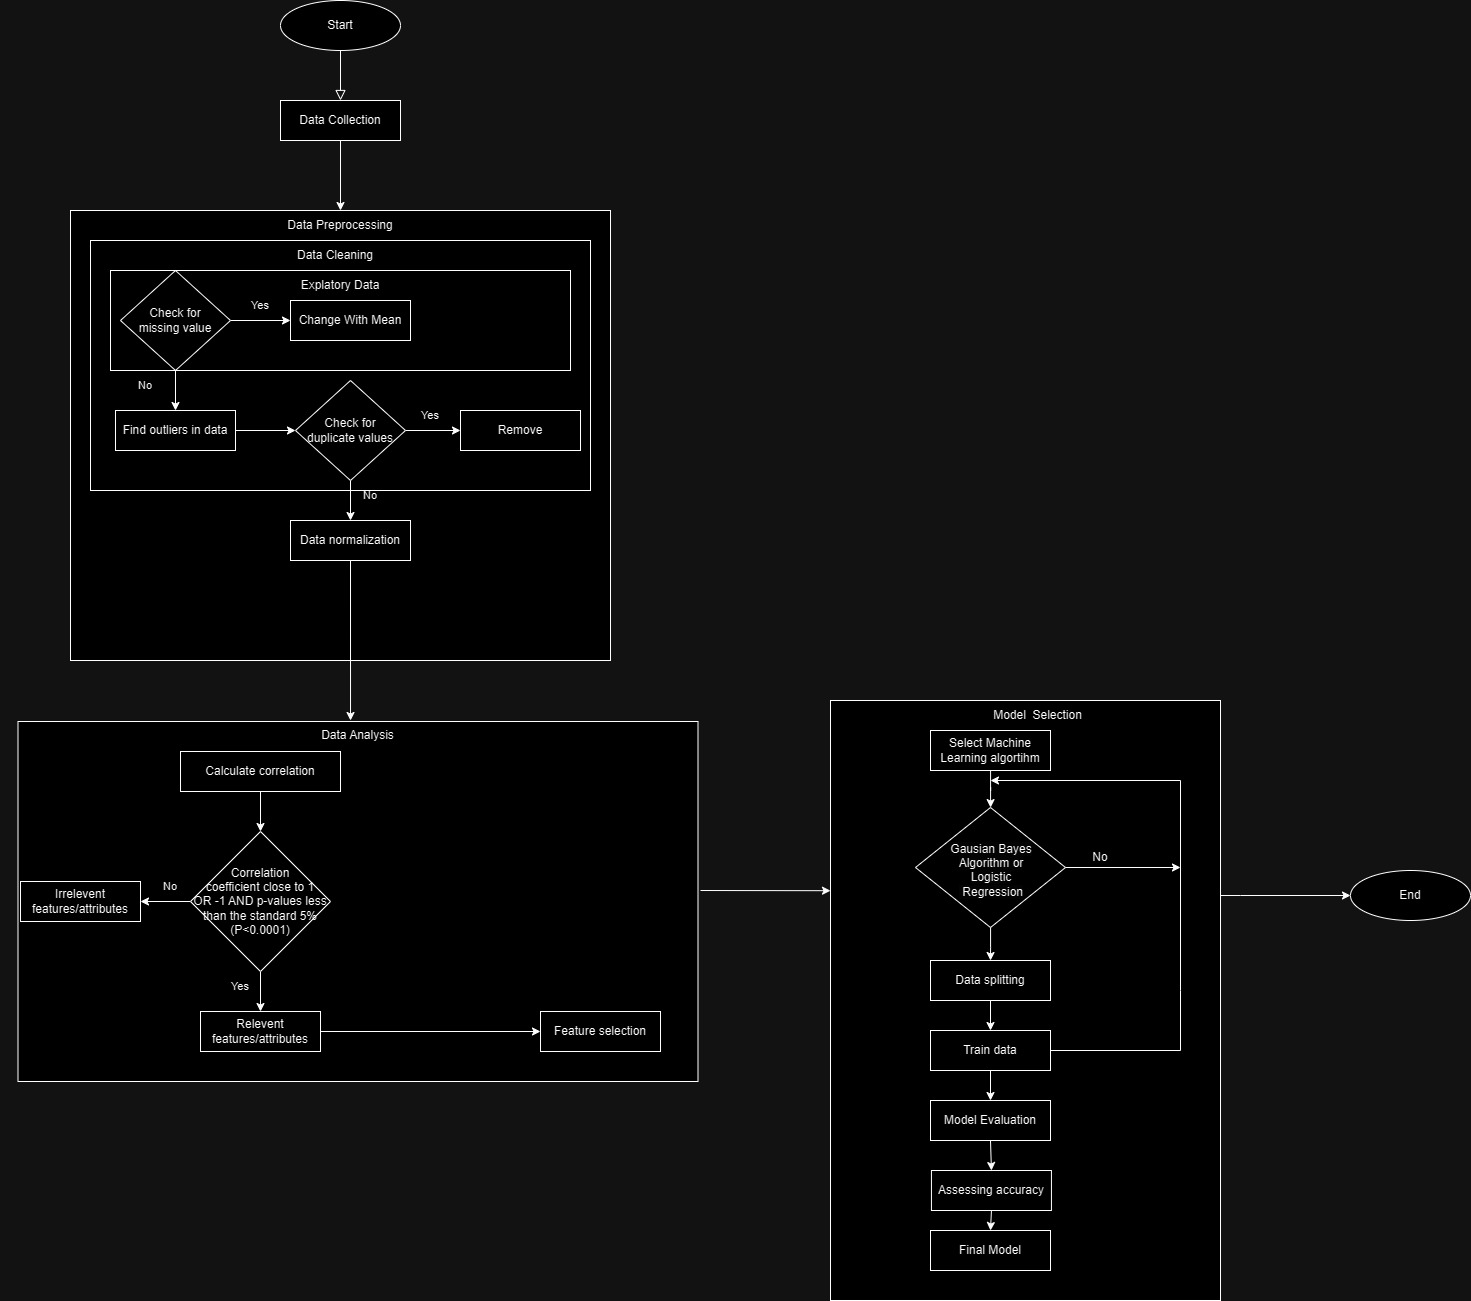 Start
Data Collection
Data Preprocessing
Data Cleaning
Explatory Data
Check for
missing value
Yes
Change With Mean
No
Find outliers in data
Check for
duplicate values
Yes
Remove
No
Data normalization
Data Analysis
Calculate correlation
Correlation
coefficient close to 1
OR -1 AND p-values less
than the standard 5%
(P<0.0001)
No
Irrelevent
features/attributes
Yes
Relevent
features/attributes
Feature selection
Model Selection
Select Machine
Learning algortihm
Gausian Bayes
Algorithm or
Logistic
Regression
No
Data splitting
Train data
Model Evaluation
Assessing accuracy
Final Model
End